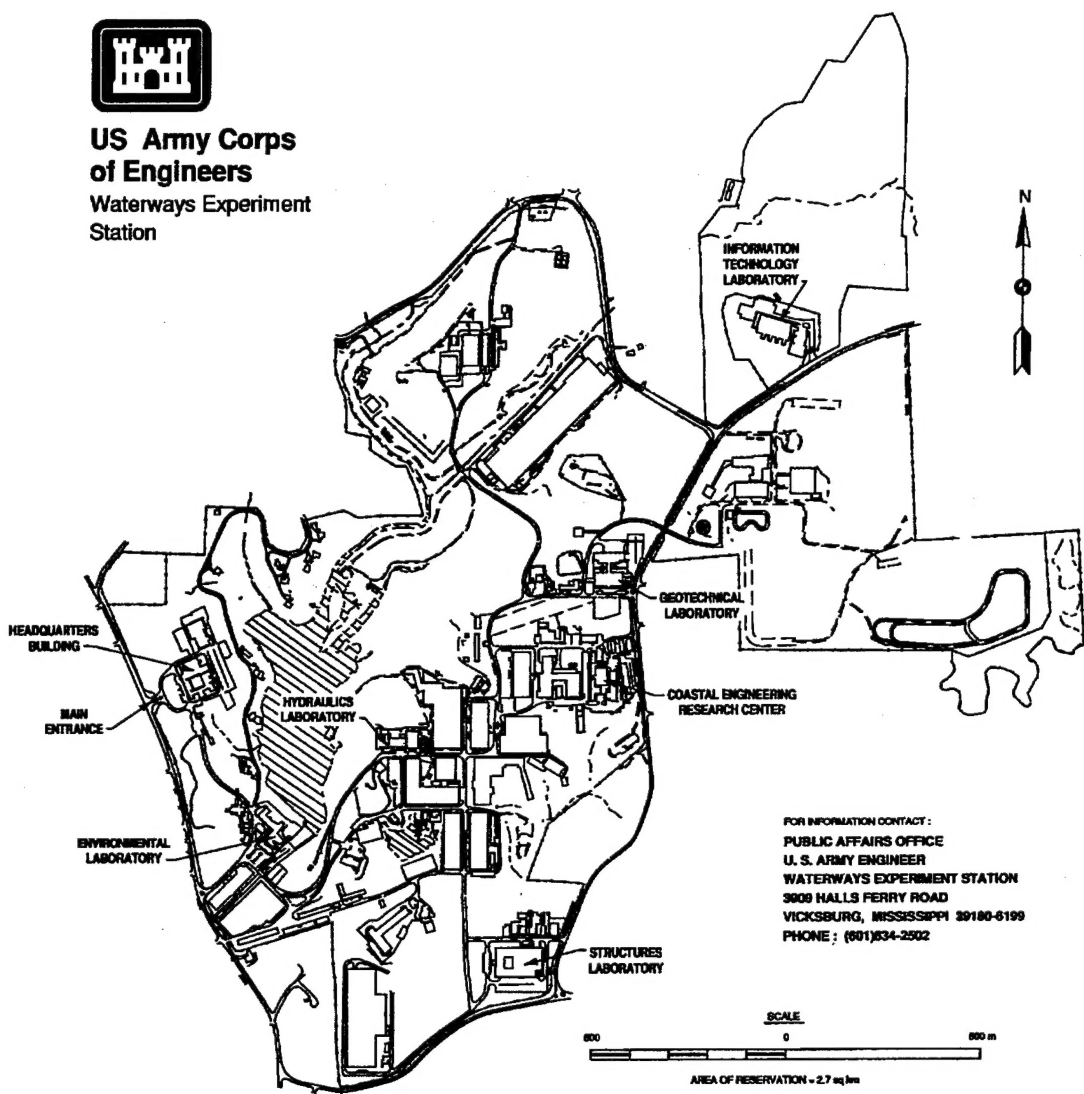 US Army Corps
of Engineers
Waterways Experiment
Station
N
INFORMATION
TECHNOLOGY
LABORATORY
GEOTECHNICAL
LABORATORY
HEADQUARTERS
BUILDING
MAIN
ENTRANCE
HYDRAULICS
LABORATORY
COASTAL ENGINEERING
RESEARCH CENTER
ENVIRONMENTAL
LABORATORY
STRUCTURES
LABORATORY
FOR INFORMATION CONTACT :
PUBLIC AFFAIRS OFFICE
U. S. ARMY ENGINEER
WATERWAYS EXPERIMENT STATION
3909 HALLS FERRY ROAD
VICKSBURG, MISSISSIPPI 39180-6199
PHONE : (601)634-2502
SCALE
0
m
AREA OF RESERVATION = 2.7 sq km